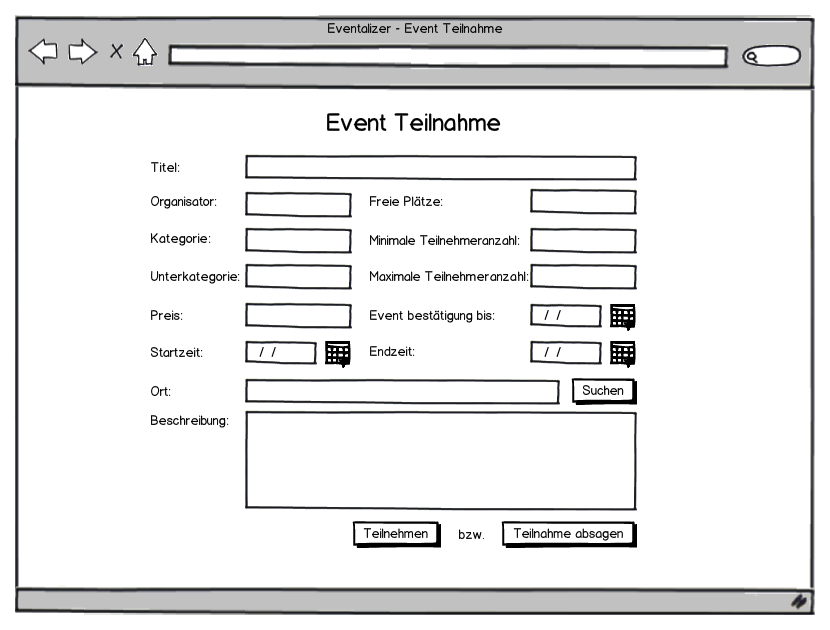 Eventalizer - Event Teilnahme
Event Teilnahme
Titel:
Organisator: Freie Plätze:
Kategorie: Minimale Teilnehmeranzahl:
Unterkategorie: Maximale Teilnehmeranzahl:
Preis: Event bestätigung bis: / /
Startzeit: / / Endzeit: / /
Ort: Suchen
Beschreibung:
Teilnehmen bzw. Teilnahme absagen